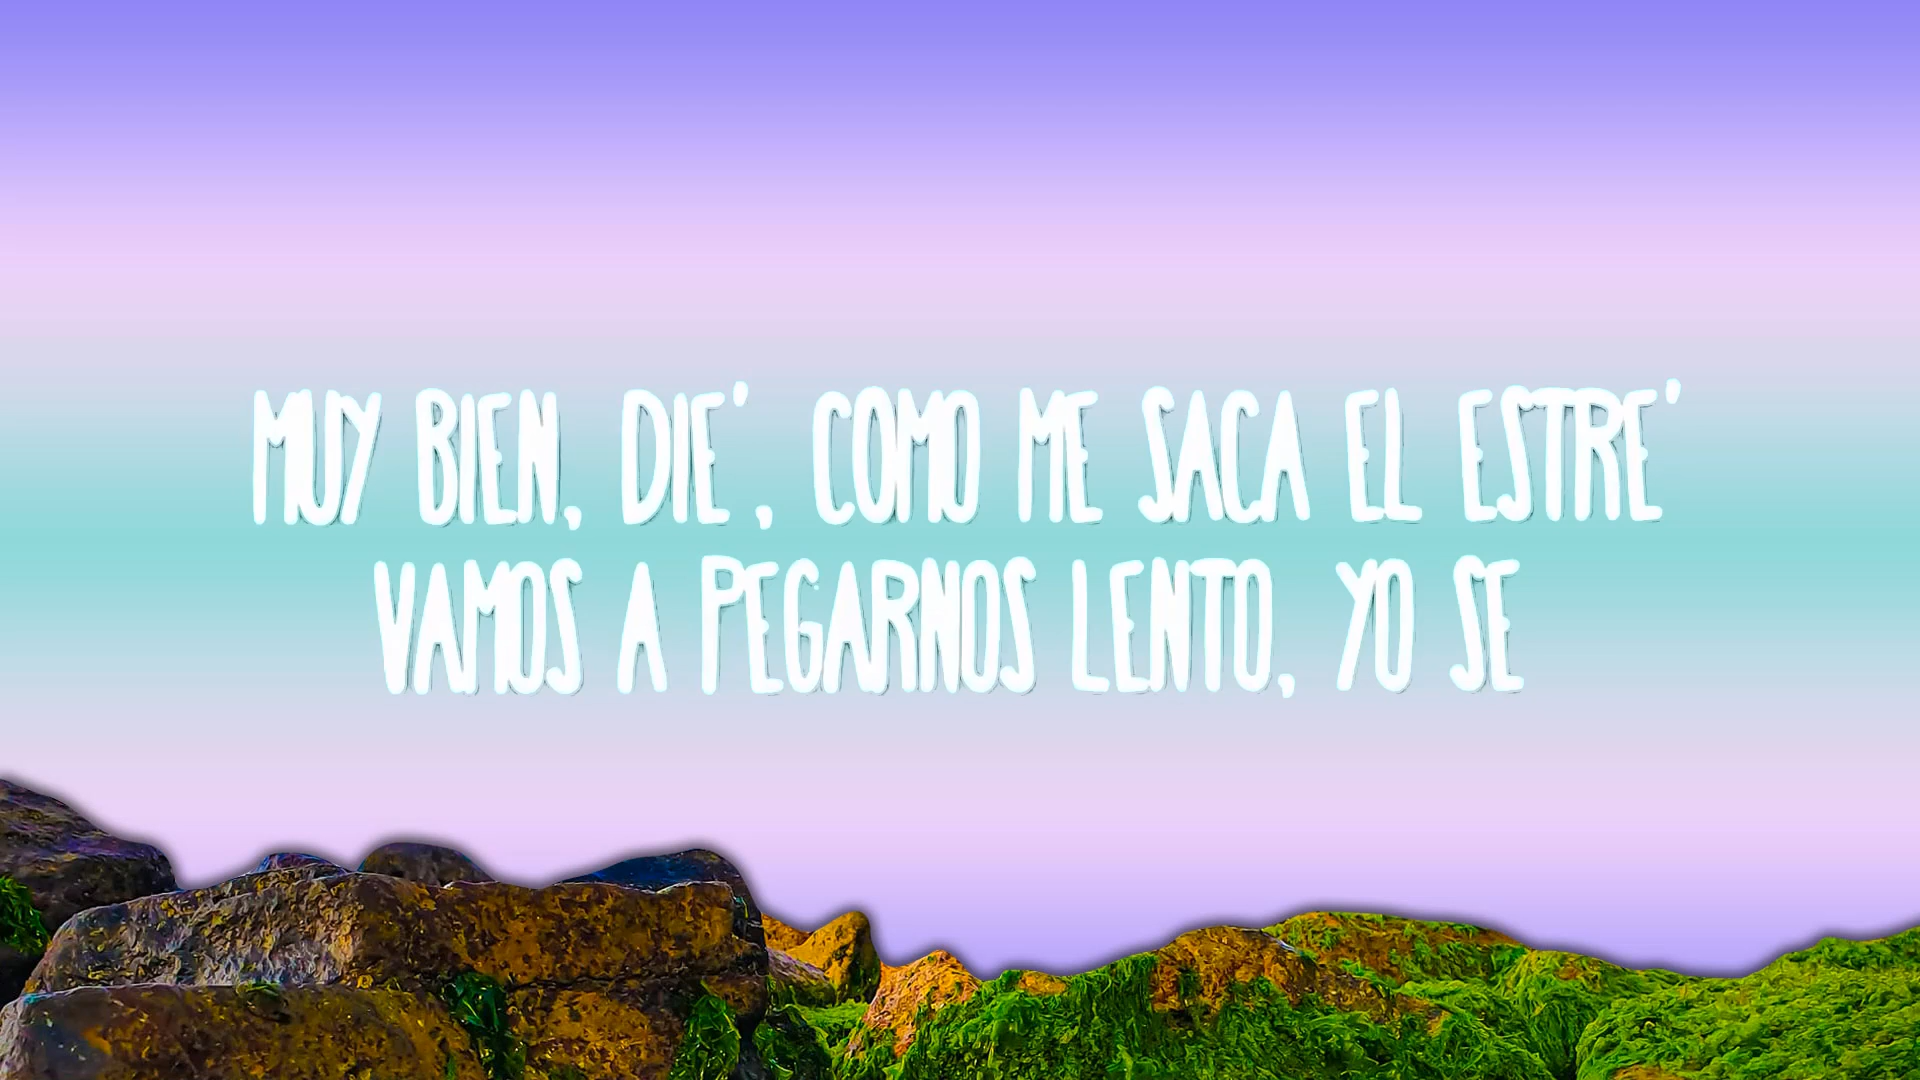 MUY BIEN, DIE', COMO ME SACA EL ESTRE'
VAMOS A PEGARNOS LENTO, YO SE